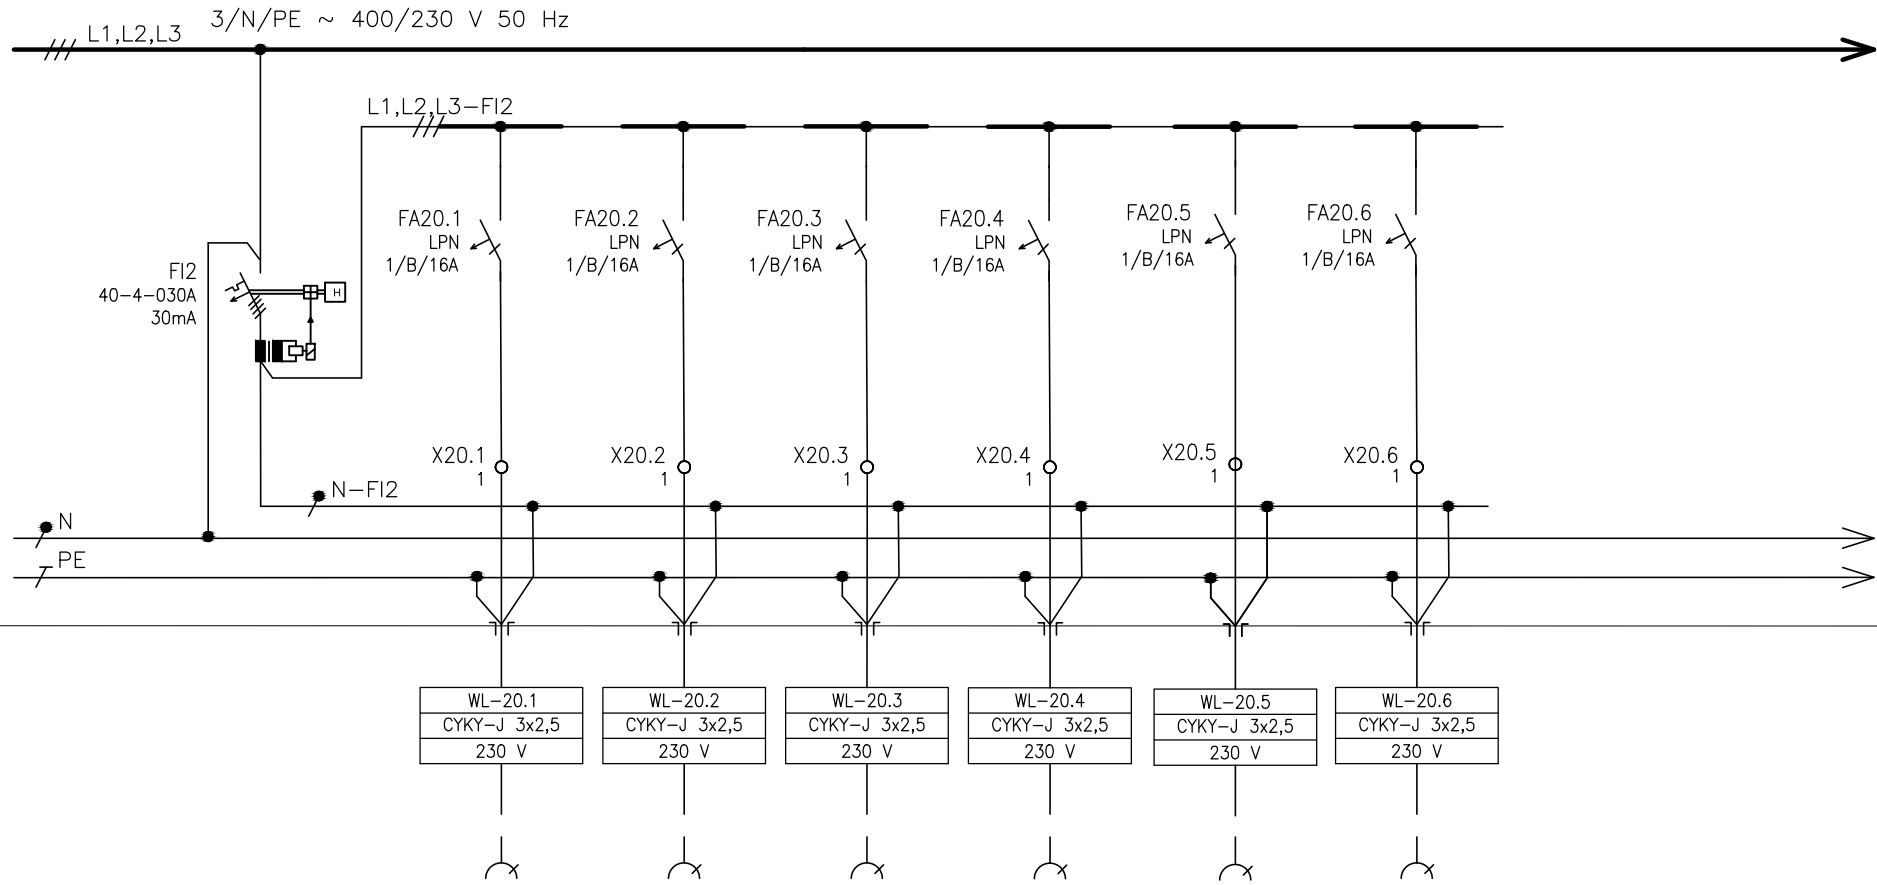 3/N/PE ~ 400/230 V 50 Hz
L1,L2,L3
L1,L2,L3-FI2
FA20.1
LPN
1/B/16A
FA20.2
LPN
1/B/16A
FA20.3
LPN
1/B/16A
FA20.4
LPN
1/B/16A
FA20.5
LPN
1/B/16A
FA20.6
LPN
1/B/16A
FI2
40-4-030A
30mA
H
X20.1
1
X20.2
1
X20.3
1
X20.4
1
X20.5
1
X20.6
1
N-FI2
N
PE
WL-20.1
CYKY-J 3x2,5
230 V
WL-20.2
CYKY-J 3x2,5
230 V
WL-20.3
CYKY-J 3x2,5
230 V
WL-20.4
CYKY-J 3x2,5
230 V
WL-20.5
CYKY-J 3x2,5
230 V
WL-20.6
CYKY-J 3x2,5
230 V